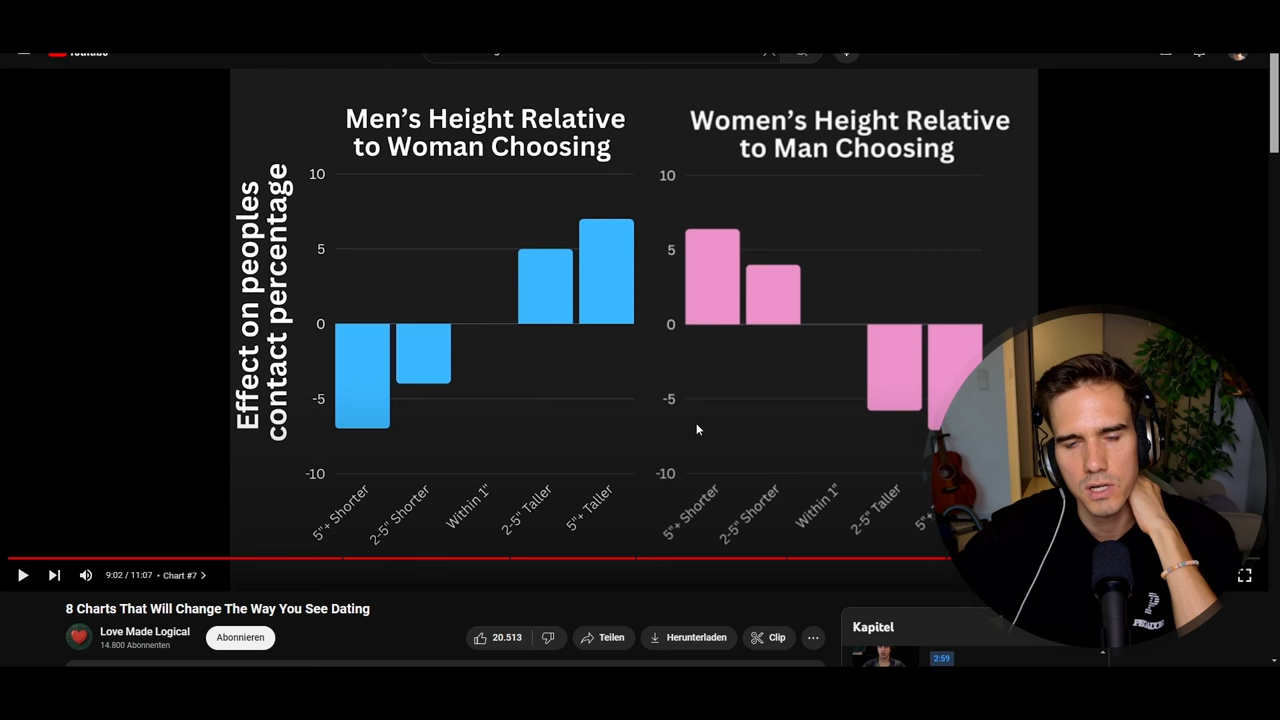 Men's Height Relative
to Woman Choosing
Women's Height Relative
to Man Choosing
Effect on peoples
contact percentage
10
5
0
-5
-10
5"+ Shorter
2-5" Shorter
Within 1"
2-5" Taller
5"+ Taller
10
5
0
-5
-10
5"+ Shorter
2-5" Shorter
Within 1"
2-5" Taller
5"+
9:02 / 11:07 • Chart #7
8 Charts That Will Change The Way You See Dating
Love Made Logical
14.800 Abonnenten
Abonnieren
20.513
Teilen
Herunterladen
Clip
Kapitel
2:59